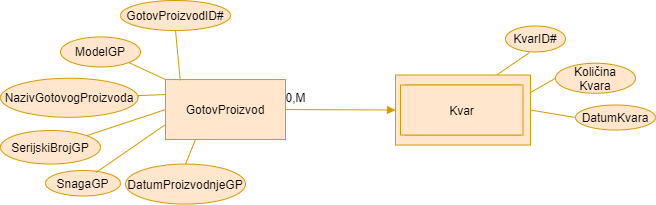 GotovProizvodID#
ModelGP
NazivGotovogProizvoda
SerijskiBrojGP
SnagaGP
DatumProizvodnjeGP
GotovProizvod
0,M
Kvar
KvarID#
Količina
Kvara
DatumKvara